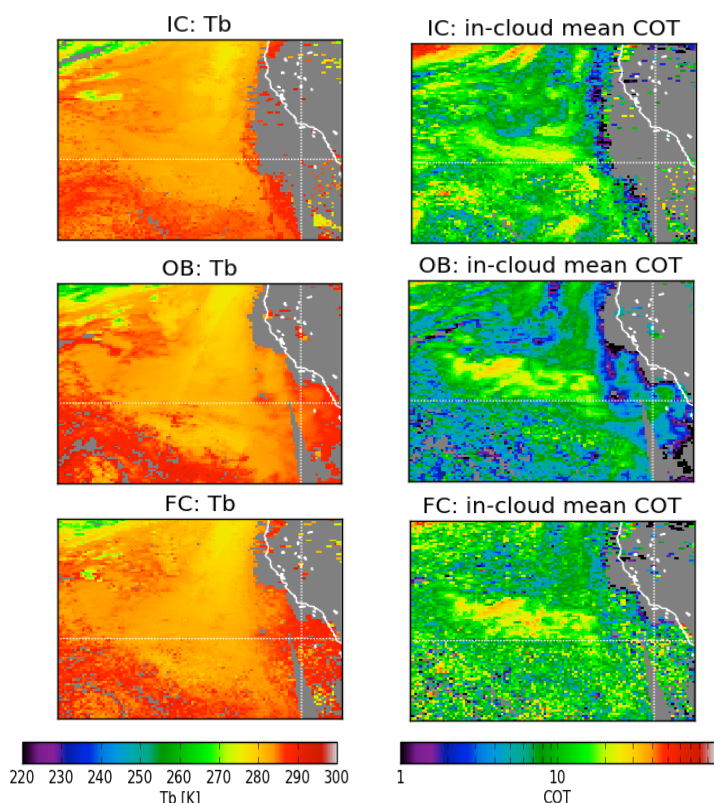 IC: Tb
IC: in-cloud mean COT
OB: Tb
OB: in-cloud mean COT
FC: Tb
FC: in-cloud mean COT
220 230 240 250 260 270 280 290 300
Tb [K]
1 10
COT